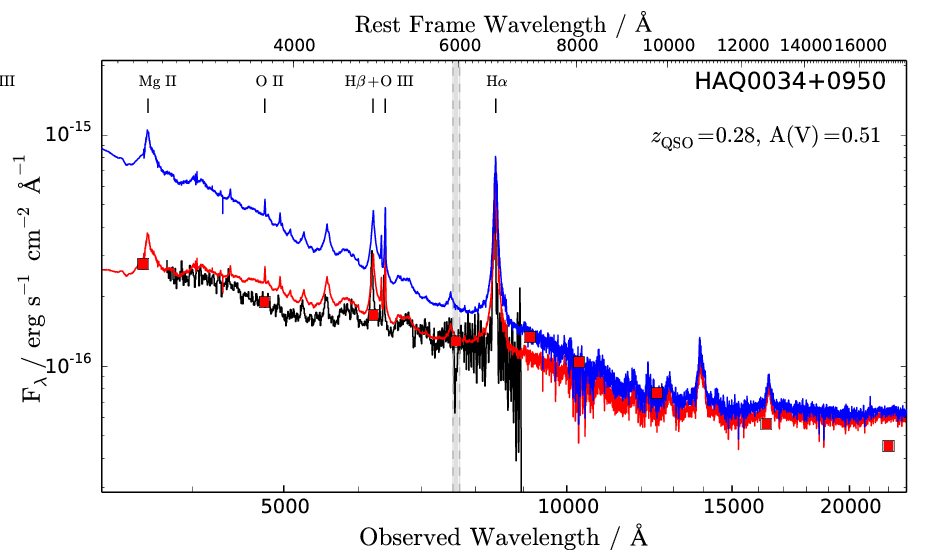 Rest Frame Wavelength / Å
4000 6000 8000 10000 12000 14000 16000
III Mg II O II Hβ+O III Hα
HAQ0034+0950
z_QSO=0.28, A(V)=0.51
10^-15
10^-16
F_λ / erg s^-1 cm^-2 Å^-1
5000 10000 15000 20000
Observed Wavelength / Å